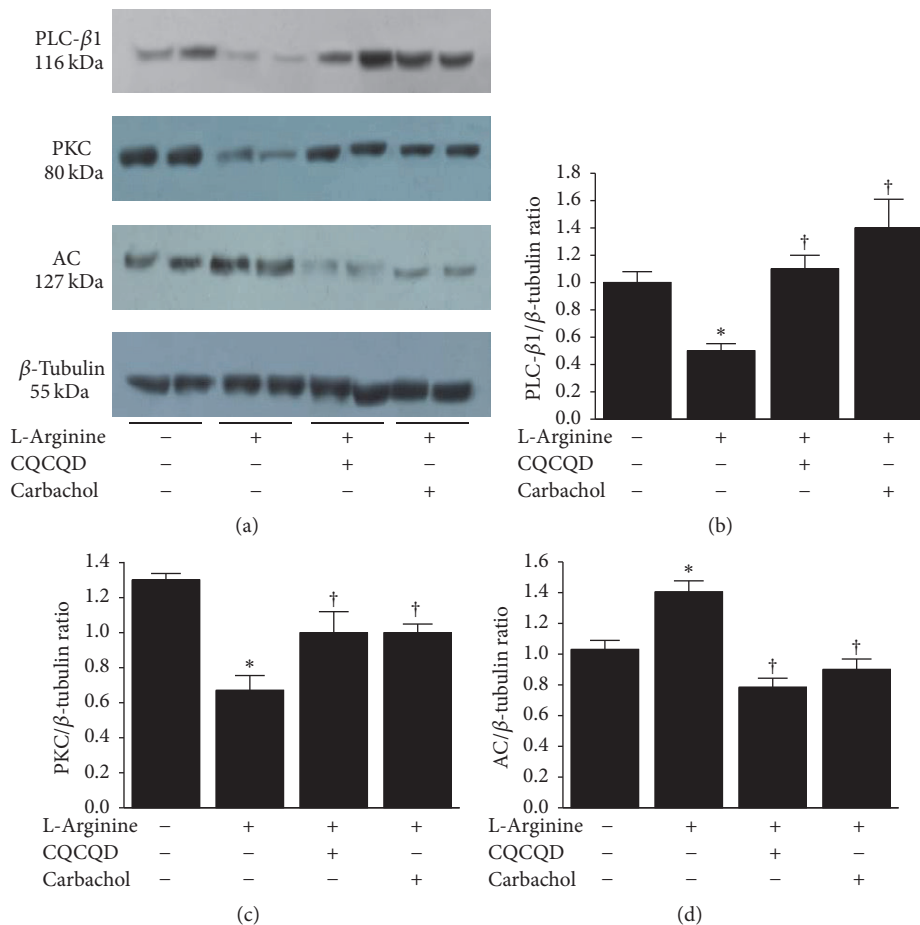 PLC-β1
116 kDa
PKC
80 kDa
AC
127 kDa
β-Tubulin
55 kDa
L-Arginine − + + +
CQCQD − − + −
Carbachol − − − +
(a)
PLC-β1/β-tubulin ratio
1.8
1.6
1.4
1.2
1.0
0.8
0.6
0.4
0.2
0.0
*
†
†
L-Arginine − + + +
CQCQD − − + −
Carbachol − − − +
(b)
PKC/β-tubulin ratio
1.4
1.2
1.0
0.8
0.6
0.4
0.2
0.0
*
†
†
L-Arginine − + + +
CQCQD − − + −
Carbachol − − − +
(c)
AC/β-tubulin ratio
1.6
1.4
1.2
1.0
0.8
0.6
0.4
0.2
0.0
*
†
†
L-Arginine − + + +
CQCQD − − + −
Carbachol − − − +
(d)